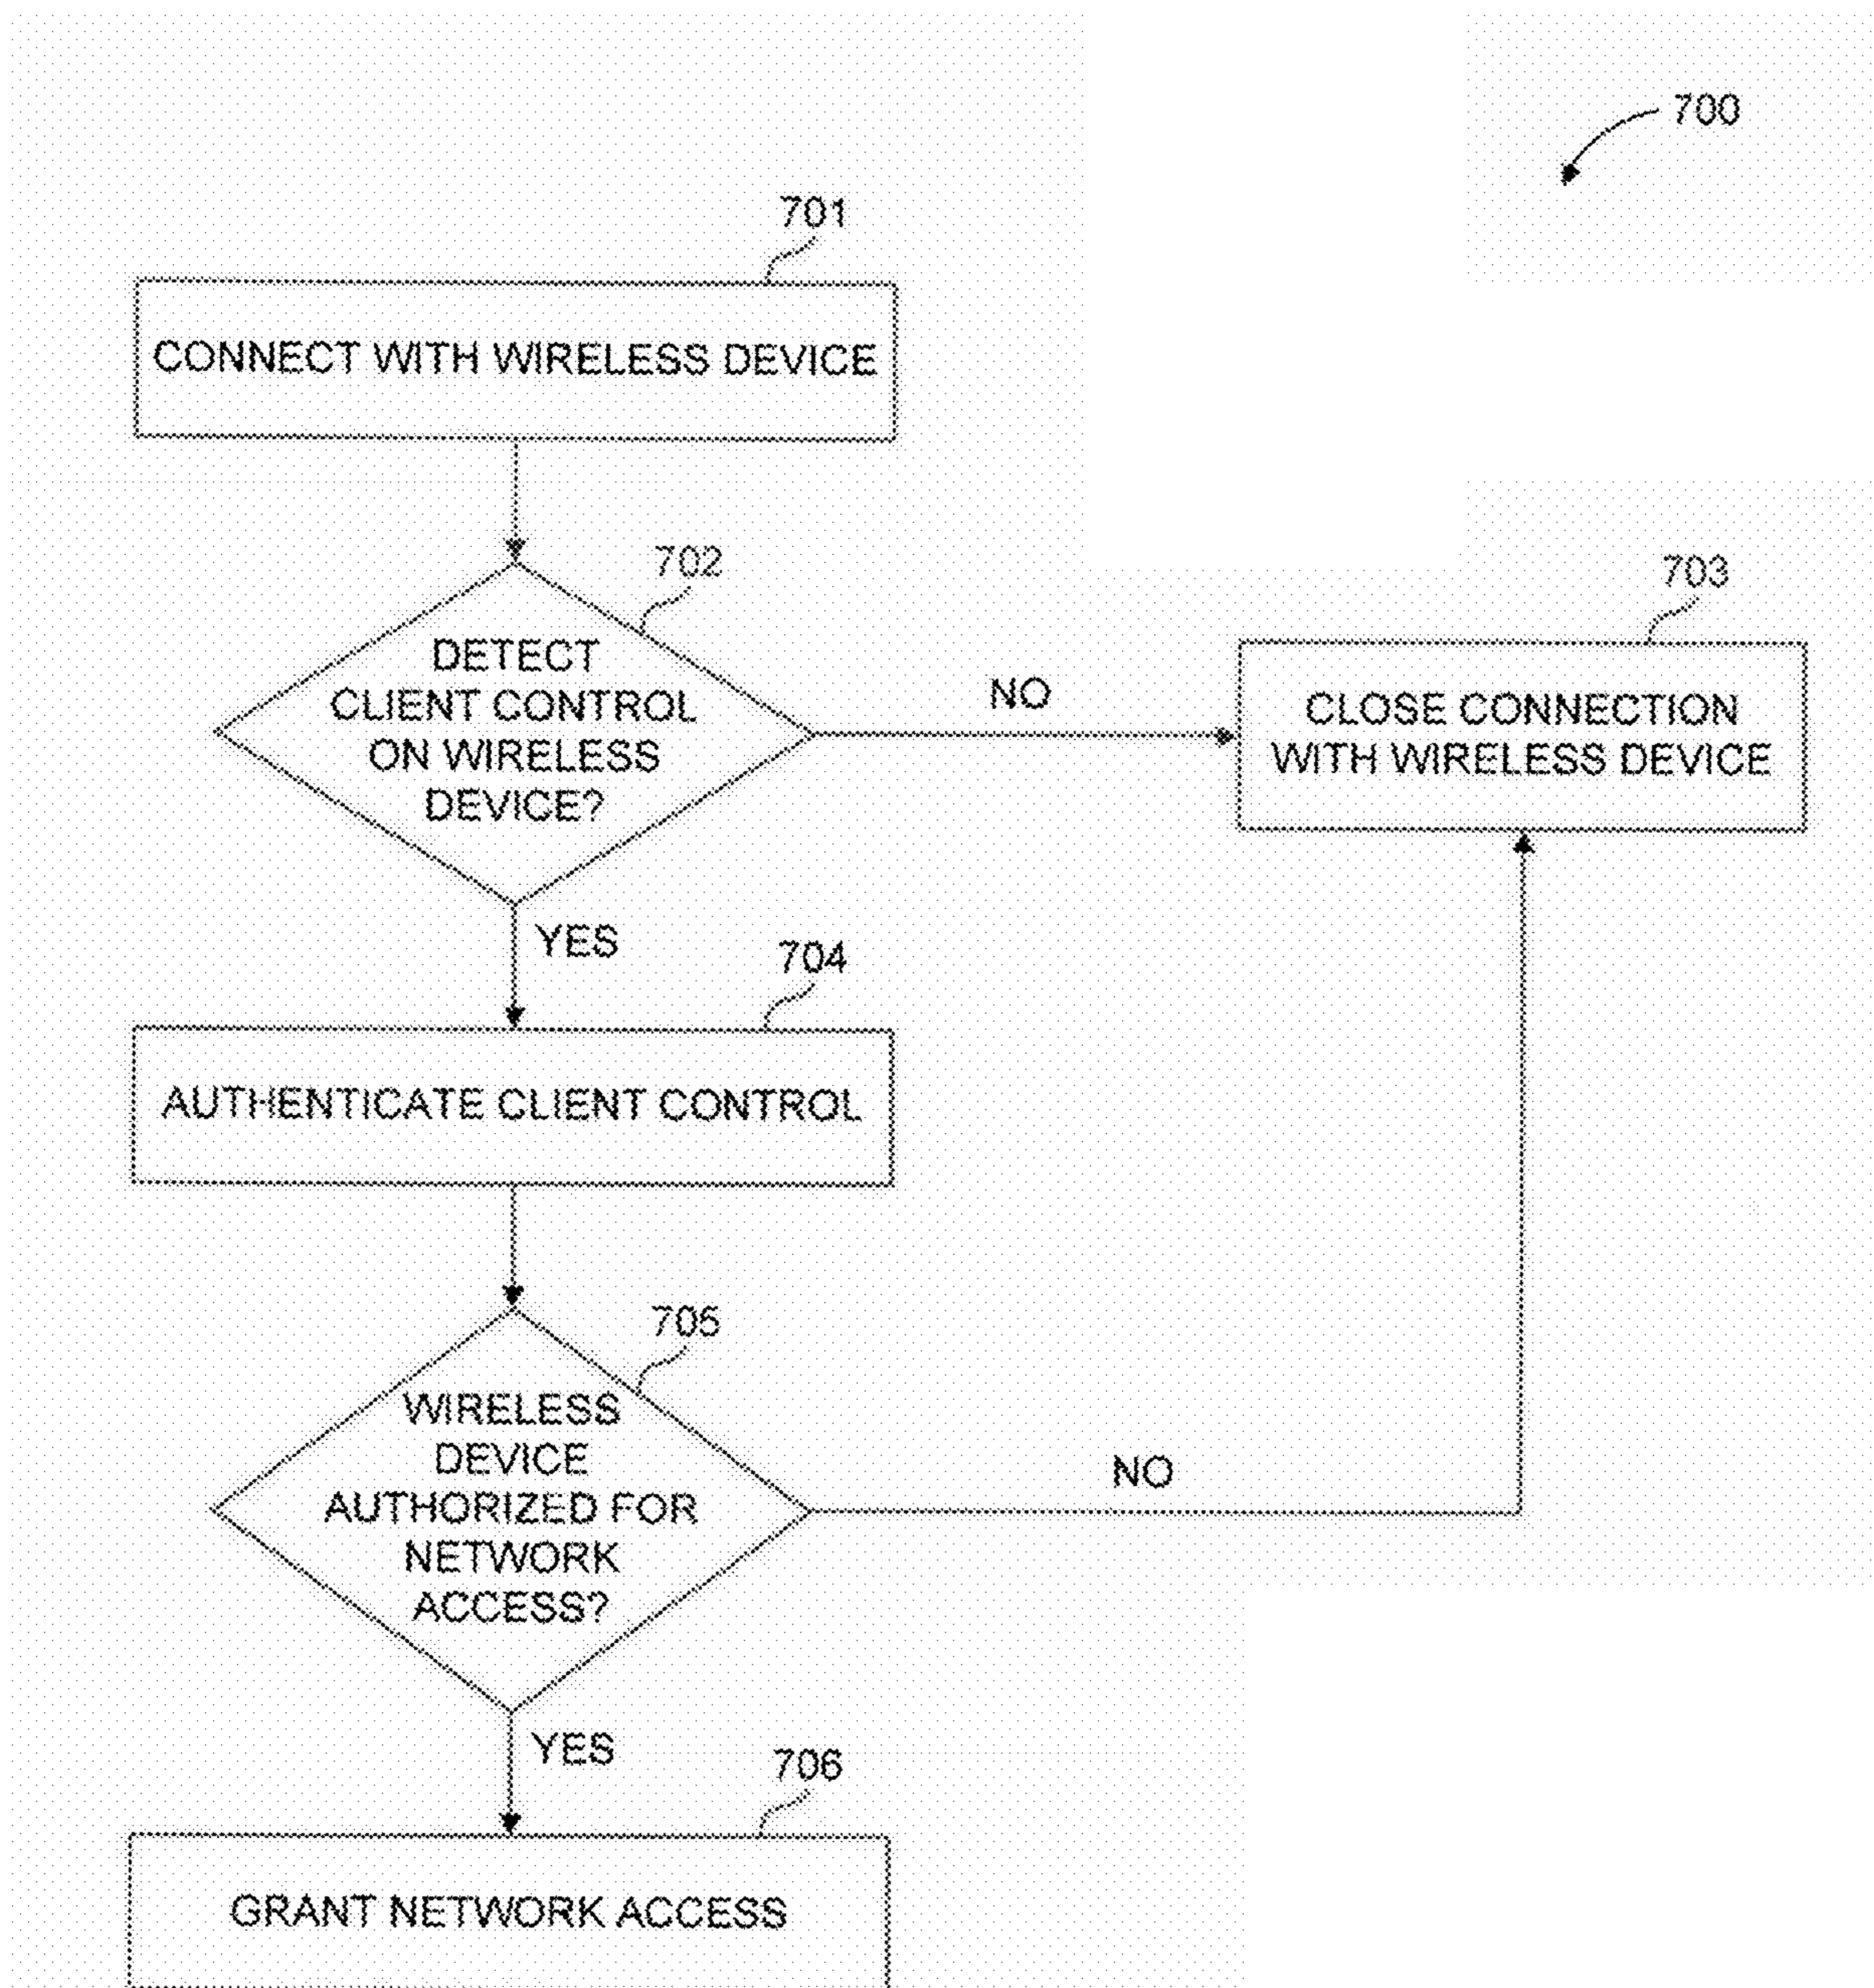 700
701
CONNECT WITH WIRELESS DEVICE
702
DETECT
CLIENT CONTROL
ON WIRELESS
DEVICE?
NO
703
CLOSE CONNECTION
WITH WIRELESS DEVICE
YES
704
AUTHENTICATE CLIENT CONTROL
705
WIRELESS
DEVICE
AUTHORIZED FOR
NETWORK
ACCESS?
NO
YES
706
GRANT NETWORK ACCESS